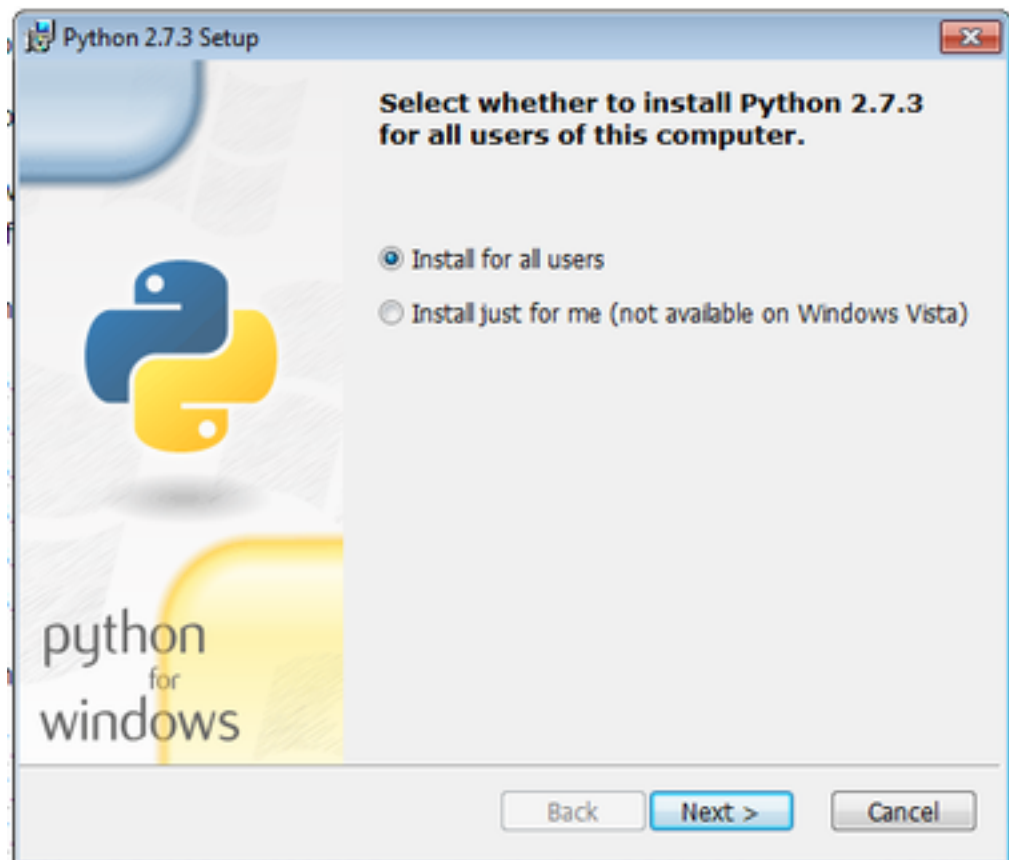 Python 2.7.3 Setup
Select whether to install Python 2.7.3
for all users of this computer.
Install for all users
Install just for me (not available on Windows Vista)
python
for
windows
Back
Next >
Cancel